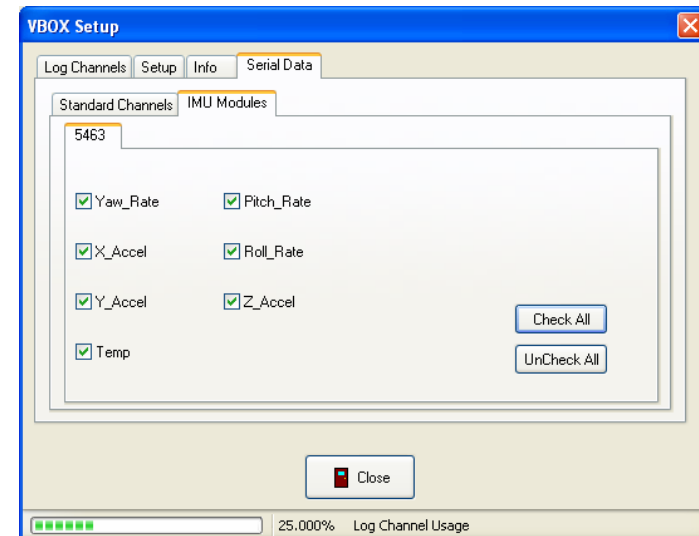 VBOX Setup
Log Channels Setup Info Serial Data
Standard Channels IMU Modules
5463
Yaw_Rate Pitch_Rate
X_Accel Roll_Rate
Y_Accel Z_Accel
Check All
Temp
UnCheck All
Close
25.000% Log Channel Usage